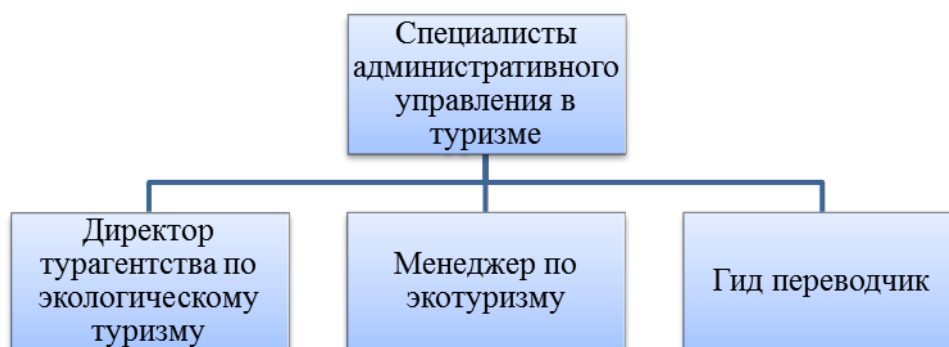 Специалисты
административного
управления в
туризме
Директор
турагентства по
экологическому
туризму
Менеджер по
экотуризму
Гид переводчик